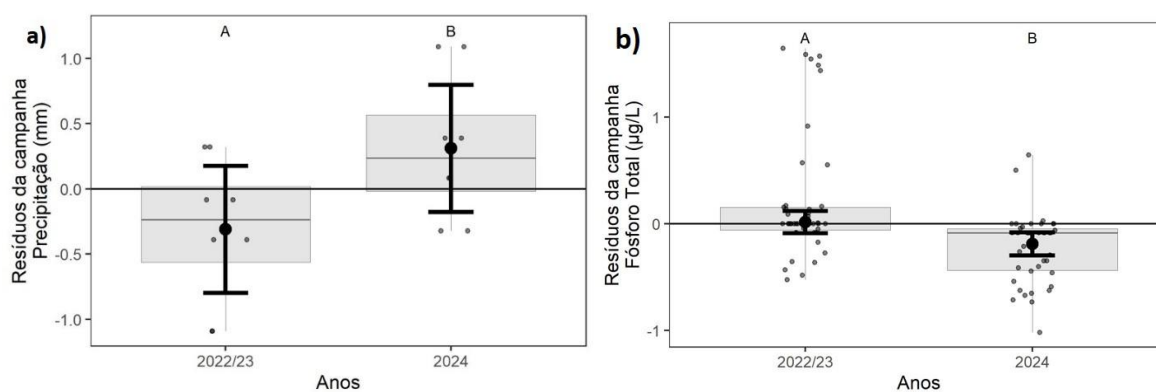 a)
Resíduos da campanha
Precipitação (mm)
1.0
0.5
0.0
-0.5
-1.0
A
B
2022/23
2024
Anos
b)
Resíduos da campanha
Fósforo Total (µg/L)
1
0
-1
A
B
2022/23
2024
Anos